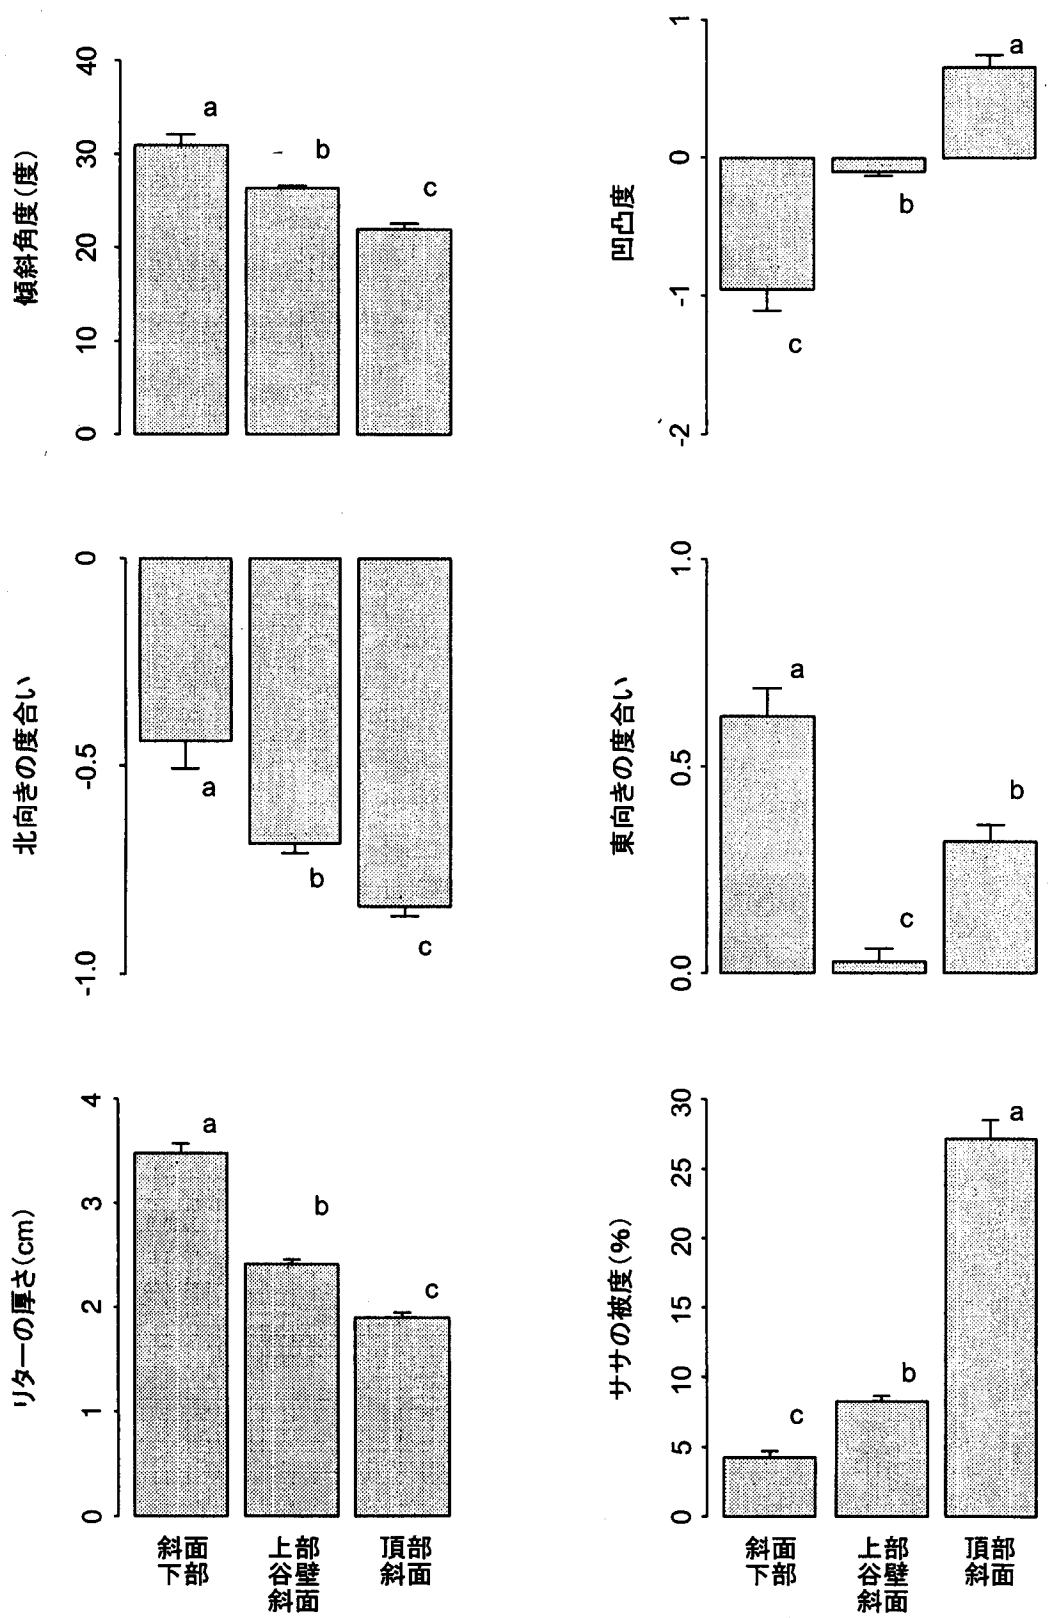 傾斜角度(度)
40
30
20
10
0
a
b
c
凹凸度
1
0
-1
-2
c
b
a
北向きの度合い
0
-0.5
-1.0
a
b
c
東向きの度合い
1.0
0.5
0.0
a
c
b
リターの厚さ(cm)
4
3
2
1
0
a
b
c
斜面
下部
上部
谷壁
斜面
頂部
斜面
ササの被度(%)
30
25
20
15
10
5
0
c
b
a
斜面
下部
上部
谷壁
斜面
頂部
斜面